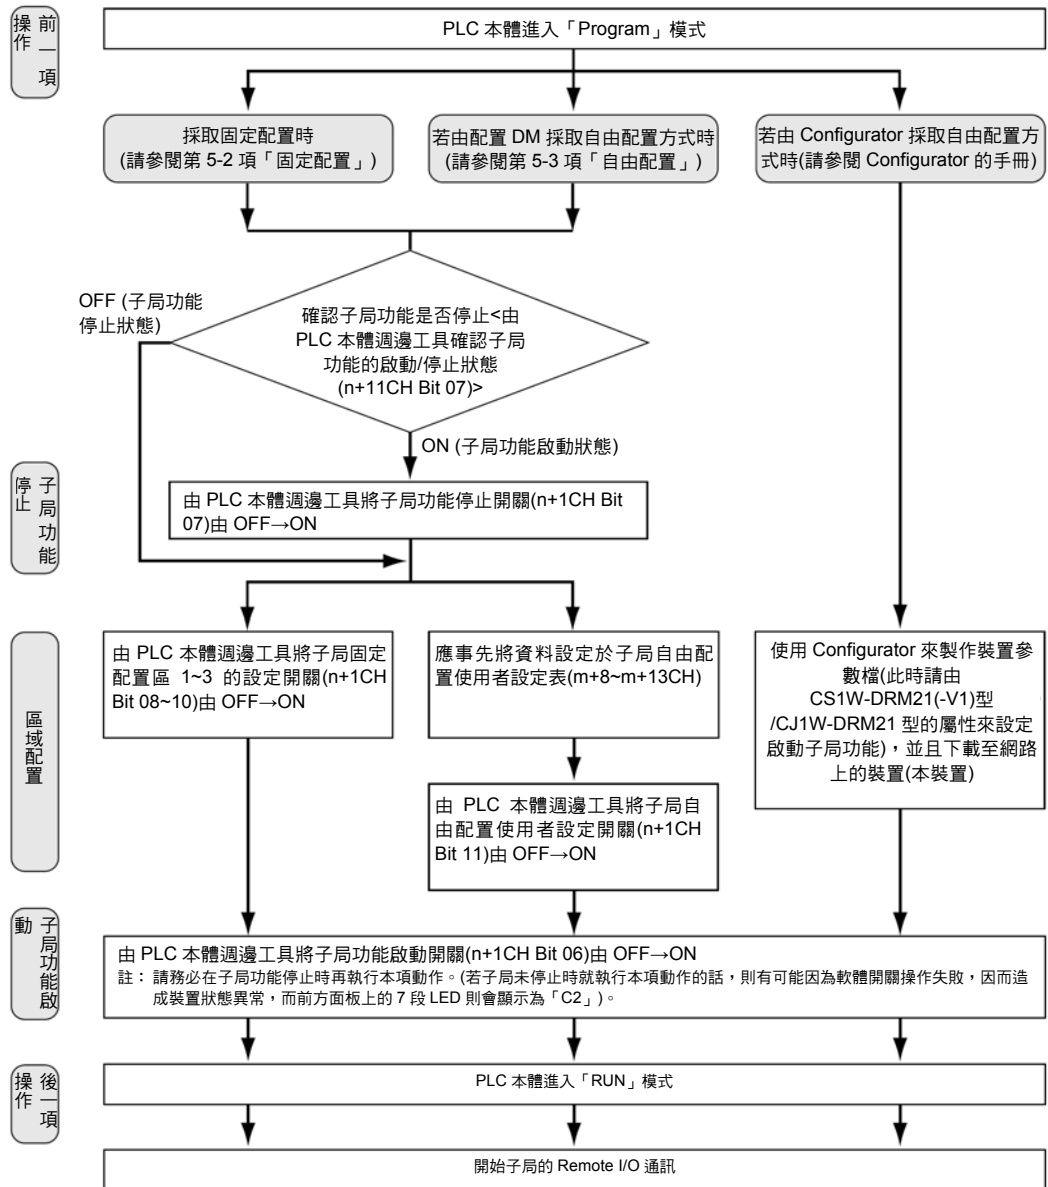 前一項
操作
PLC 本體進入「Program」模式
採取固定配置時
(請參閱第 5-2 項「固定配置」)
若由配置 DM 採取自由配置方式時
(請參閱第 5-3 項「自由配置」)
若由 Configurator 採取自由配置方
式時(請參閱 Configurator 的手冊)
OFF (子局功能
停止狀態)
確認子局功能是否停止<由
PLC 本體週邊工具確認子局
功能的啟動/停止狀態
(n+11CH Bit 07)>
ON (子局功能啟動狀態)
子局功能
停止
由 PLC 本體週邊工具將子局功能停止開關(n+1CH Bit
07)由 OFF→ON
區域配置
由 PLC 本體週邊工具將子局固定
配置區 1~3 的設定開關(n+1CH
Bit 08~10)由 OFF→ON
應事先將資料設定於子局自由配
置使用者設定表(m+8~m+13CH)
由 PLC 本體週邊工具將子局自
由配置使用者設定開關(n+1CH
Bit 11)由 OFF→ON
使用 Configurator 來製作裝置參
數檔(此時請由
CS1W-DRM21(-V1)型
/CJ1W-DRM21 型的屬性來設定
啟動子局功能)，並且下載至網路
上的裝置(本裝置)
子局功能啟
動
由 PLC 本體週邊工具將子局功能啟動開關(n+1CH Bit 06)由 OFF→ON
註： 請務必在子局功能停止時再執行本項動作。(若子局未停止時就執行本項動作的話，則有可能因為軟體開關操作失敗，因而造
成裝置狀態異常，而前方面板上的 7 段 LED 則會顯示為「C2」)。
後一項
操作
PLC 本體進入「RUN」模式
開始子局的 Remote I/O 通訊